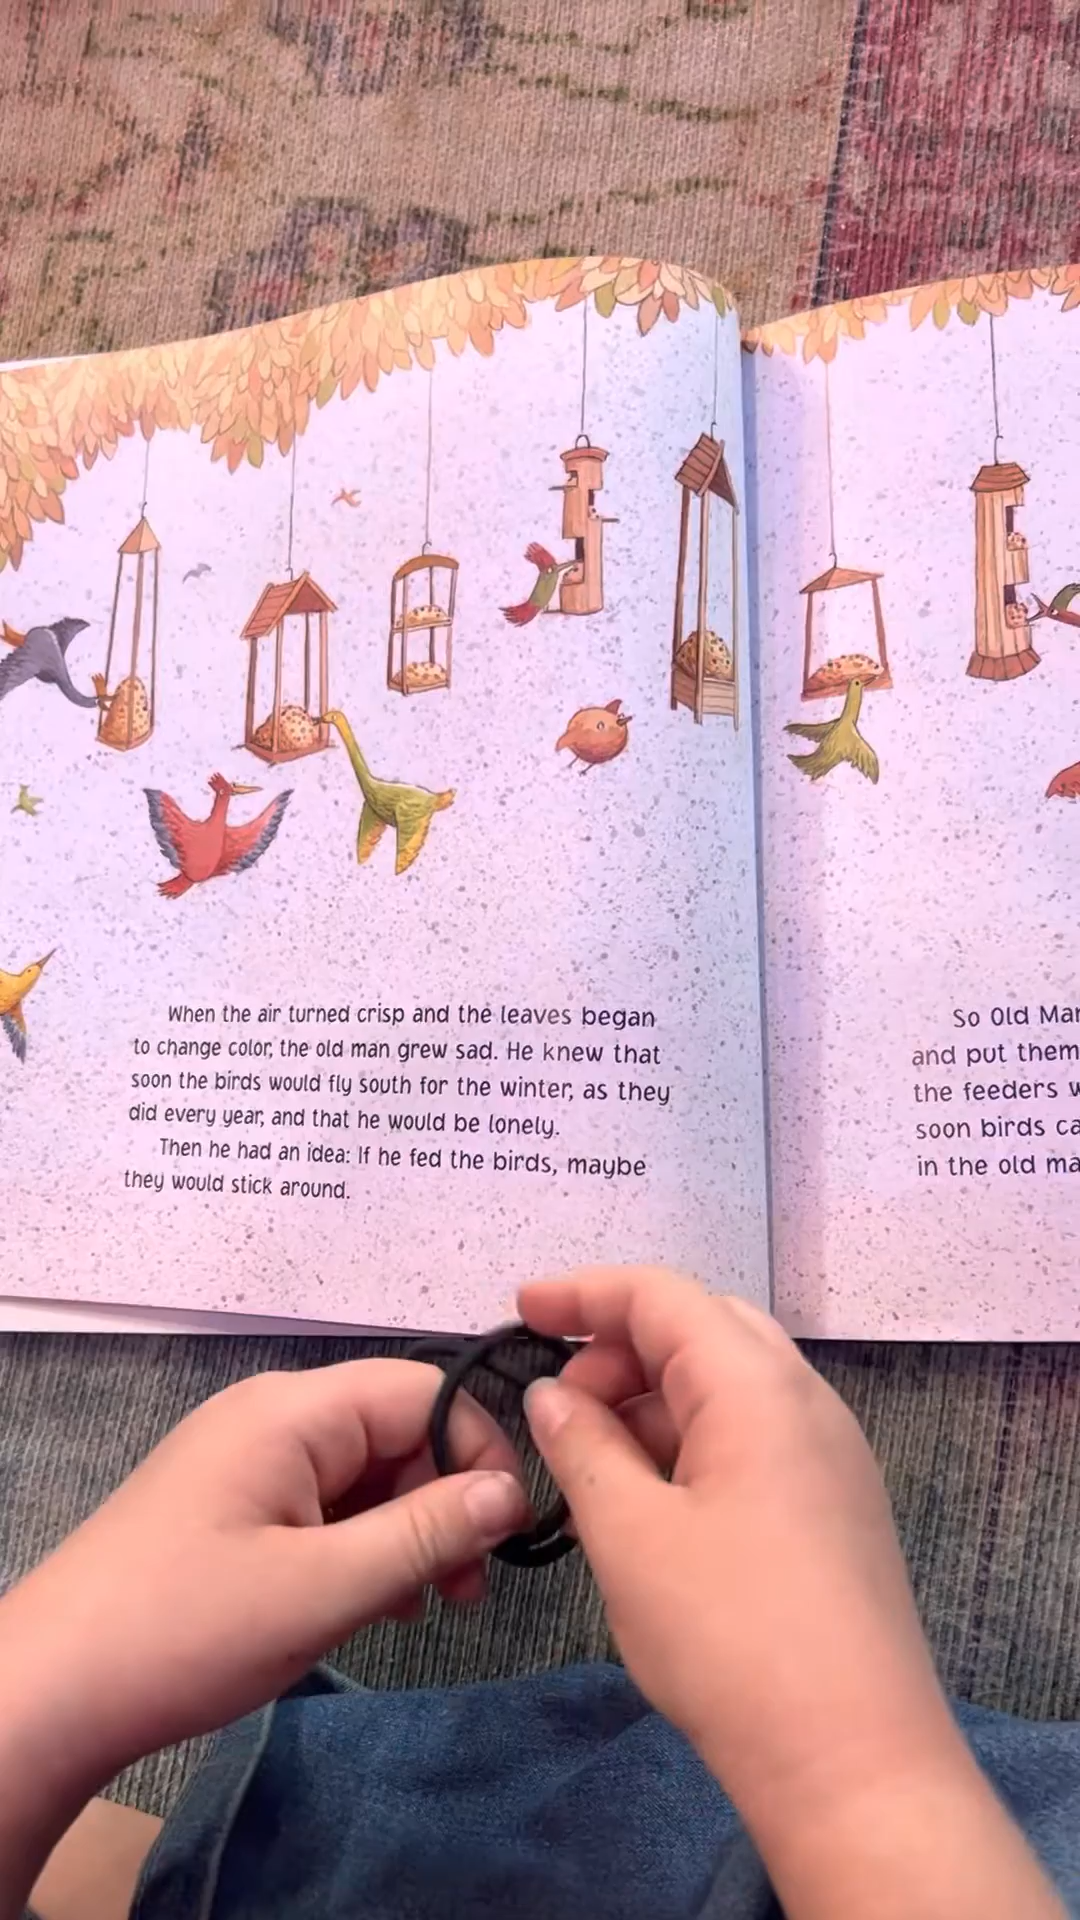 When the air turned crisp and the leaves began
to change color, the old man grew sad. He knew that
soon the birds would fly south for the winter, as they
did every year, and that he would be lonely.
Then he had an idea: If he fed the birds, maybe
they would stick around.
So Old Man
and put them
the feeders
soon birds
in the old